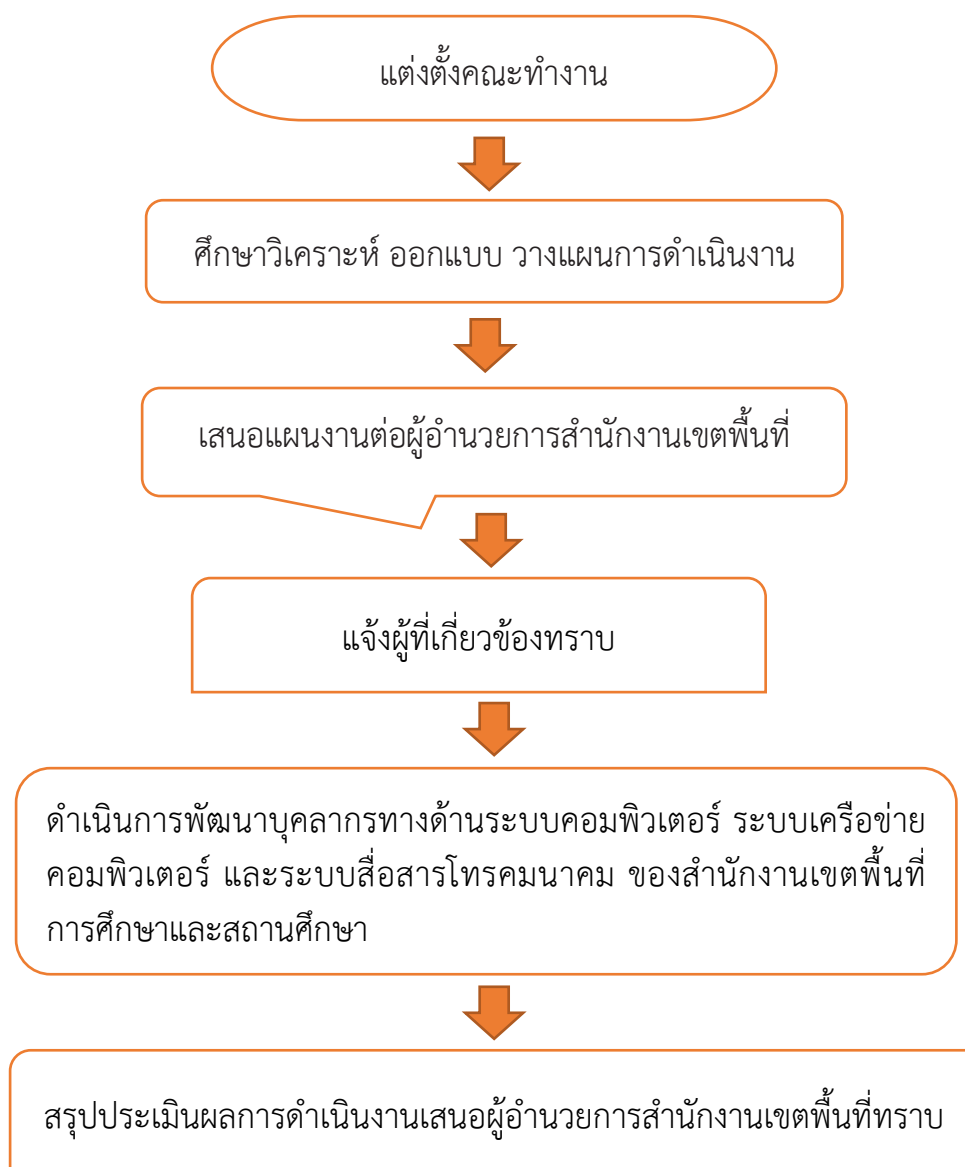 แต่งตั้งคณะทำงาน
ศึกษาวิเคราะห์ ออกแบบ วางแผนการดำเนินงาน
เสนอแผนงานต่อผู้อำนวยการสำนักงานเขตพื้นที่
แจ้งผู้ที่เกี่ยวข้องทราบ
ดำเนินการพัฒนาบุคลากรทางด้านระบบคอมพิวเตอร์ ระบบเครือข่าย
คอมพิวเตอร์ และระบบสื่อสารโทรคมนาคม ของสำนักงานเขตพื้นที่
การศึกษาและสถานศึกษา
สรุปประเมินผลการดำเนินงานเสนอผู้อำนวยการสำนักงานเขตพื้นที่ทราบ